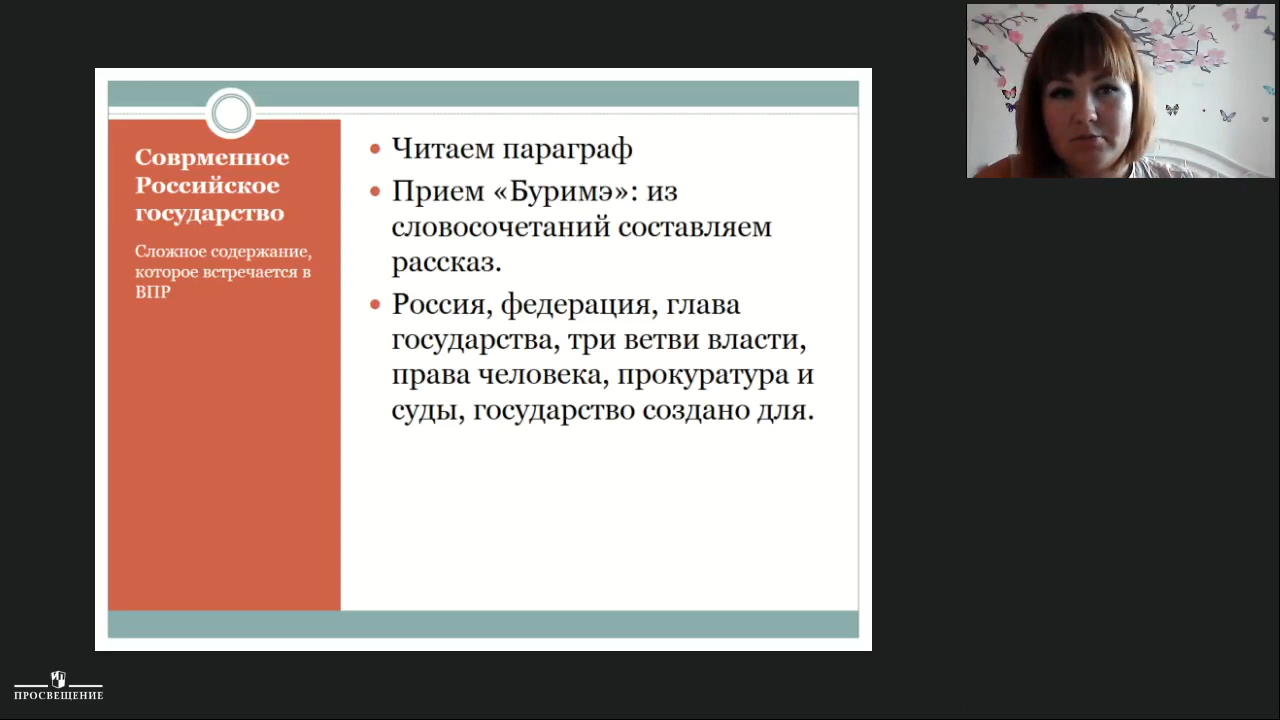 Соврменное
Российское
государство
Сложное содержание,
которое встречается в
ВПР
• Читаем параграф
• Прием «Буримэ»: из
словосочетаний составляем
рассказ.
• Россия, федерация, глава
государства, три ветви власти,
права человека, прокуратура и
суды, государство создано для.
ПРОСВЕЩЕНИЕ